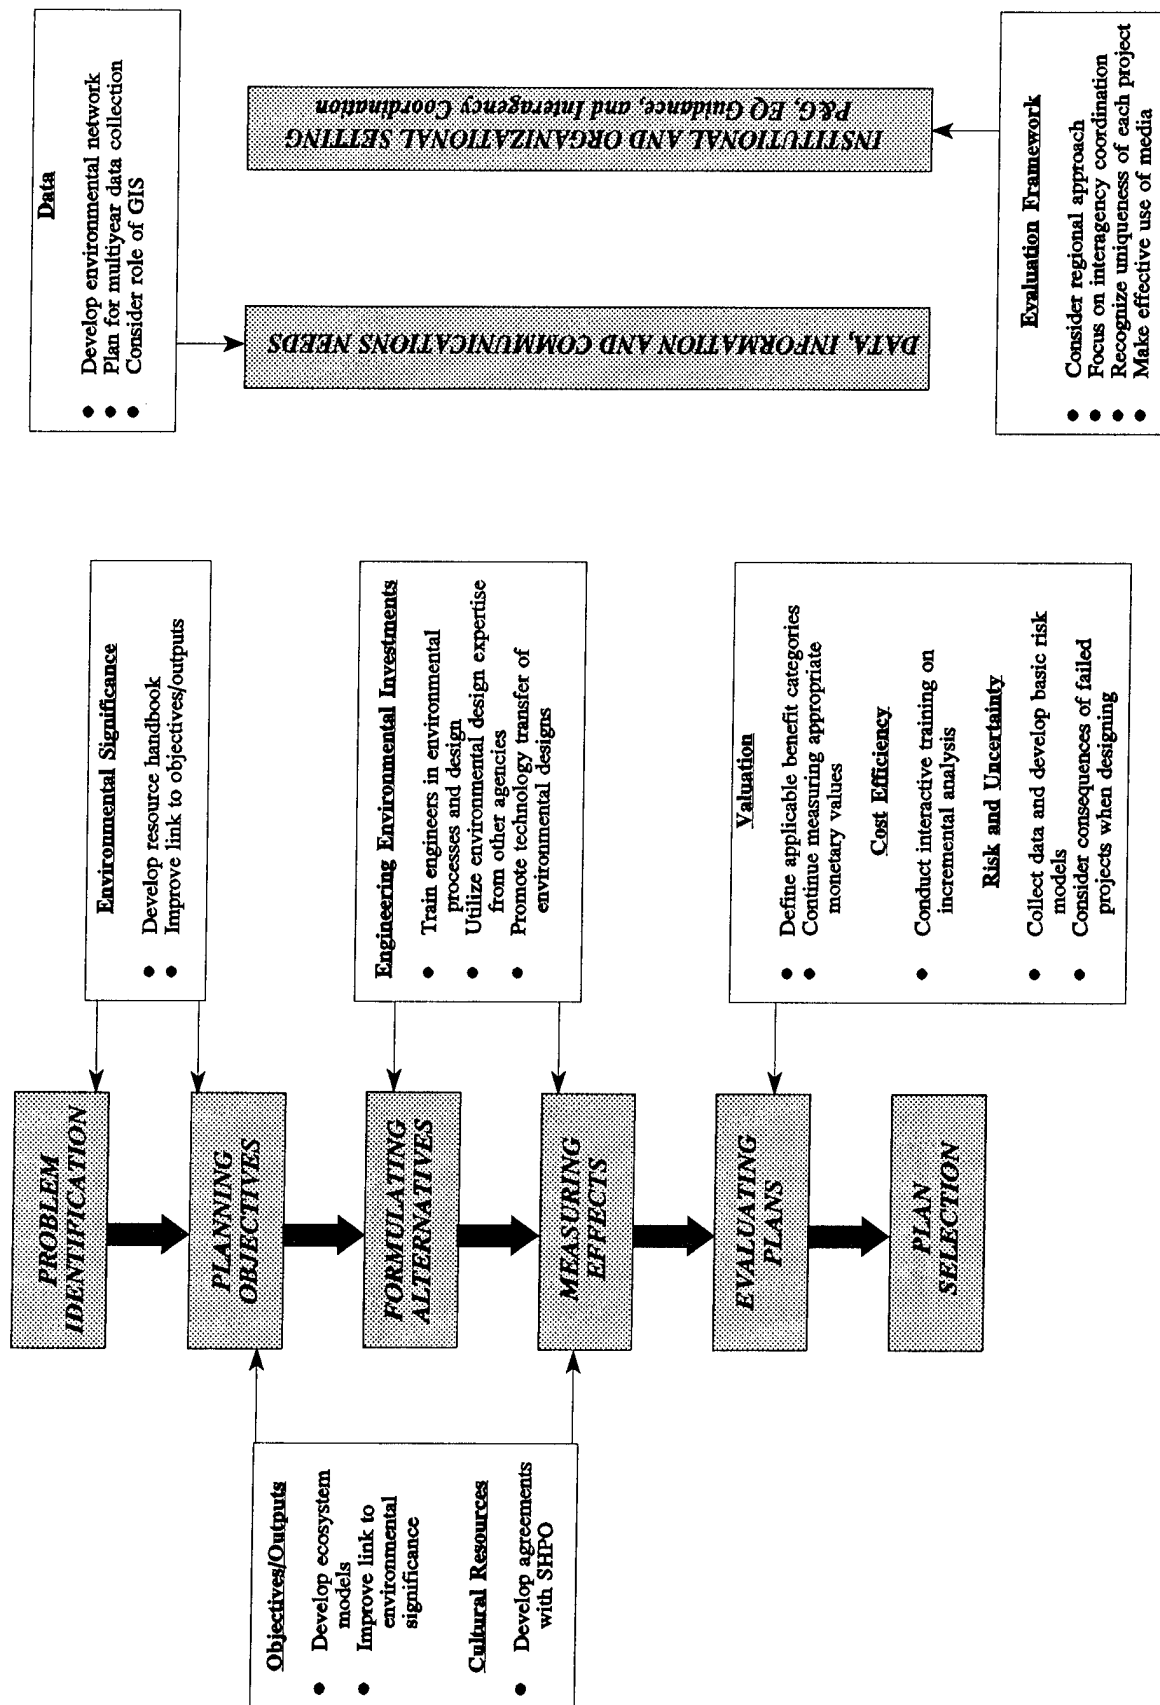 PROBLEM
IDENTIFICATION
PLANNING
OBJECTIVES
FORMULATING
ALTERNATIVES
MEASURING
EFFECTS
EVALUATING
PLANS
PLAN
SELECTION
Objectives/Outputs
● Develop ecosystem
models
● Improve link to
environmental
significance
Cultural Resources
● Develop agreements
with SHPO
Environmental Significance
● Develop resource handbook
● Improve link to objectives/outputs
Engineering Environmental Investments
● Train engineers in environmental
processes and design
● Utilize environmental design expertise
from other agencies
● Promote technology transfer of
environmental designs
Valuation
● Define applicable benefit categories
● Continue measuring appropriate
monetary values
Cost Efficiency
● Conduct interactive training on
incremental analysis
Risk and Uncertainty
● Collect data and develop basic risk
models
● Consider consequences of failed
projects when designing
Data
● Develop environmental network
● Plan for multiyear data collection
● Consider role of GIS
DATA, INFORMATION AND COMMUNICATIONS NEEDS
INSTITUTIONAL AND ORGANIZATIONAL SETTING
P&G, EQ Guidance, and Interagency Coordination
Evaluation Framework
● Consider regional approach
● Focus on interagency coordination
● Recognize uniqueness of each project
● Make effective use of media